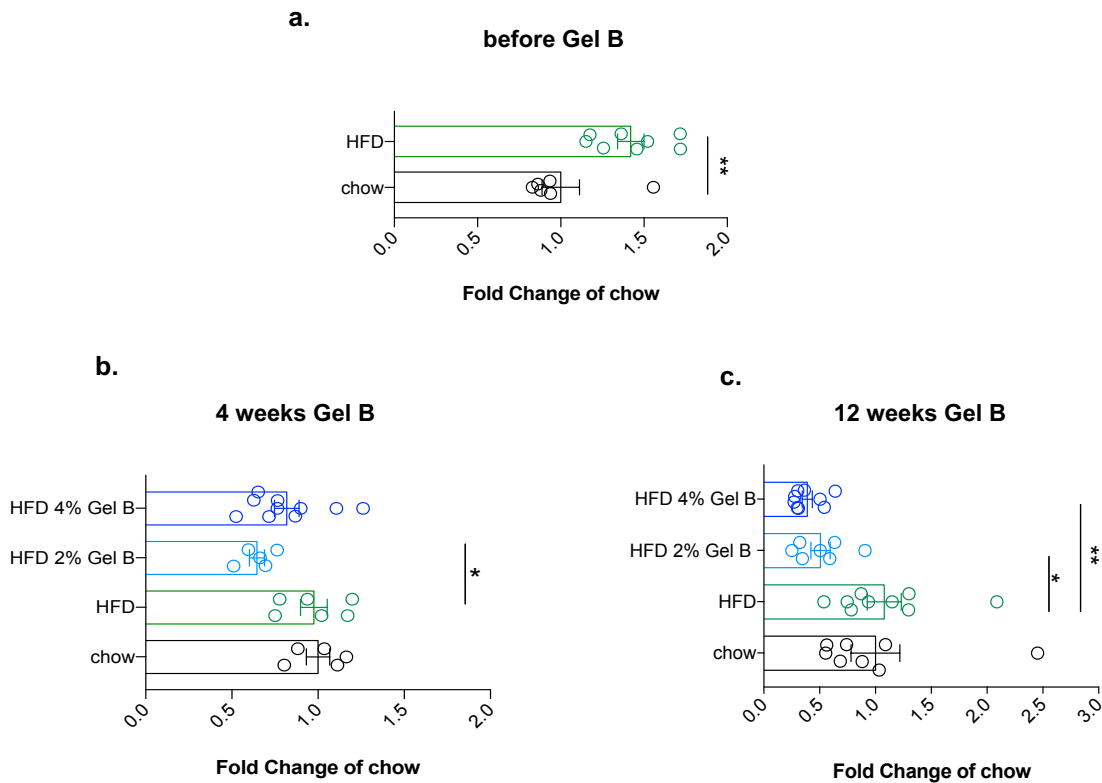 a.
before Gel B
HFD
chow
**
0.0 0.5 1.0 1.5 2.0
Fold Change of chow
b.
4 weeks Gel B
HFD 4% Gel B
HFD 2% Gel B
HFD
chow
*
0.0 0.5 1.0 1.5 2.0
Fold Change of chow
c.
12 weeks Gel B
HFD 4% Gel B
HFD 2% Gel B
HFD
chow
*
**
0.0 0.5 1.0 1.5 2.0 2.5 3.0
Fold Change of chow